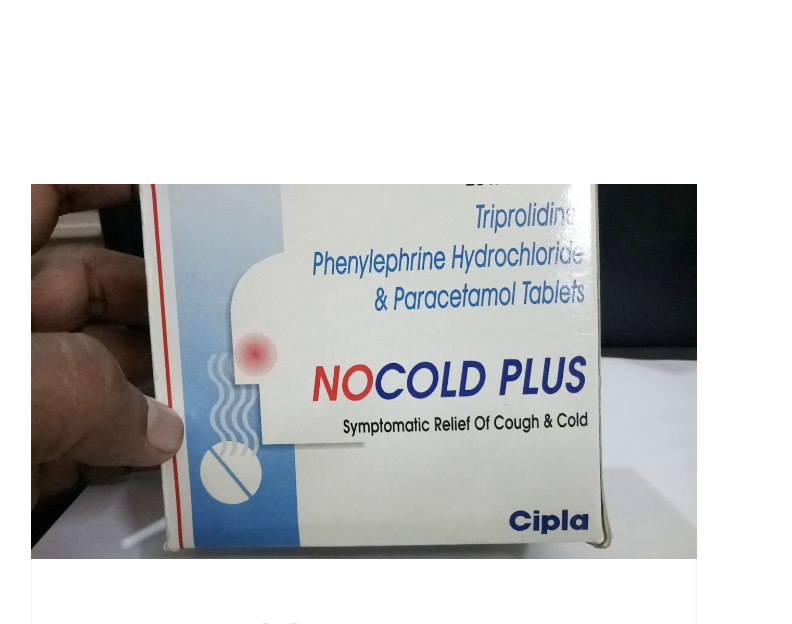 Triprolidine
Phenylephrine Hydrochloride
& Paracetamol Tablets
NOCOLD PLUS
Symptomatic Relief Of Cough & Cold
Cipla